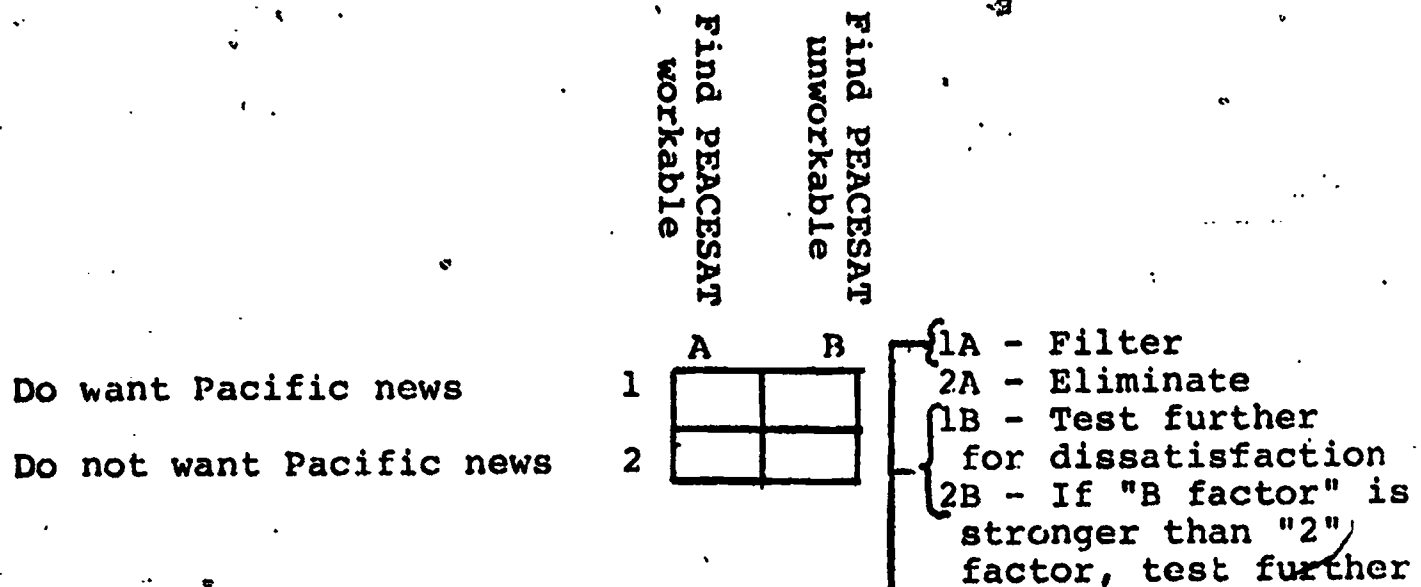 Find PEACESAT
workable
Find PEACESAT
unworkable
A B
Do want Pacific news 1
Do not want Pacific news 2
1A - Filter
2A - Eliminate
1B - Test further
for dissatisfaction
2B - If "B factor" is
stronger than "2"
factor, test further